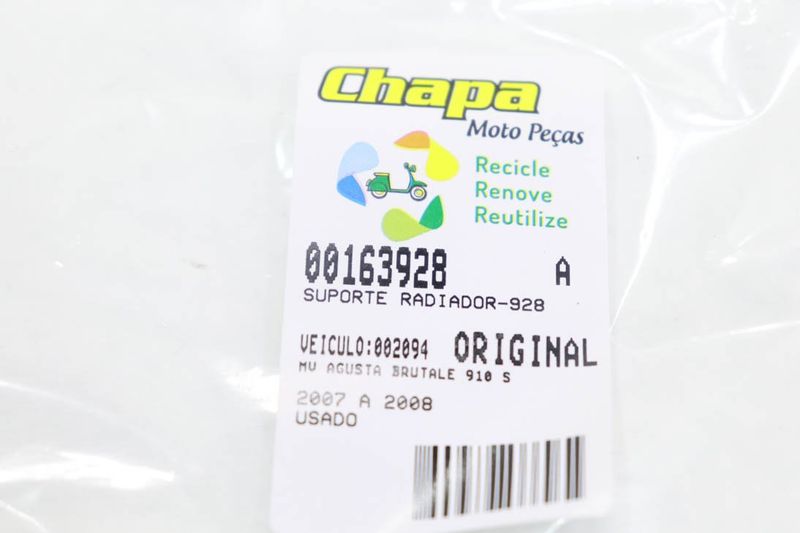 Chapa
Moto Peças
Recicle
Renove
Reutilize
00163928 A
SUPORTE RADIADOR-928
VEICULO:002094 ORIGINAL
MV AGUSTA BRUTALE 910 S
2007 A 2008
USADO